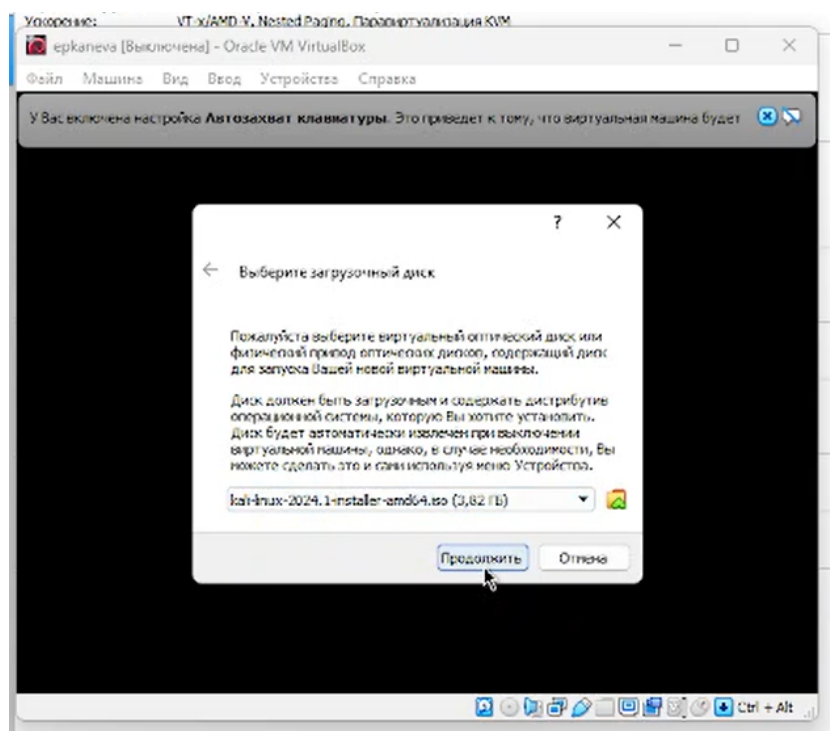 Ускорение: VT-x/AMD-V, Nested Paging, Паравиртуализация KVM
epkaneva [Выключена] - Oracle VM VirtualBox
Файл Машина Вид Ввод Устройства Справка
У Вас включена настройка Автозахват клавиатуры. Это приведет к тому, что виртуальная машина будет
?
Выберите загрузочный диск
Пожалуйста выберите виртуальный оптический диск или
физический привод оптических дисков, содержащий диск
для запуска Вашей новой виртуальной машины.
Диск должен быть загрузочным и содержать дистрибутив
операционной системы, которую Вы хотите установить.
Диск будет автоматически извлечен при выключении
виртуальной машины, однако, в случае необходимости, Вы
можете сделать это и сами используя меню Устройства.
kali-linux-2024.1-installer-amd64.iso (3,82 ГБ)
Продолжить Отмена
Ctrl + Alt